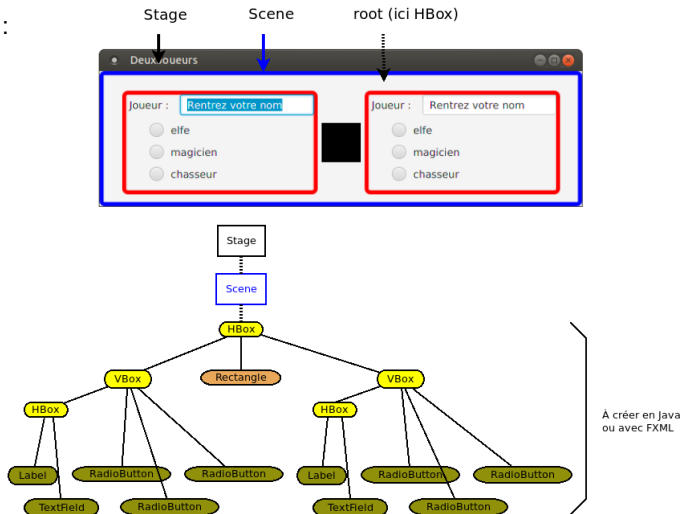 Stage Scene root (ici HBox)
:
DeuxJoueurs
Joueur : Rentrez votre nom Joueur : Rentrez votre nom
elfe elfe
magicien magicien
chasseur chasseur
Stage
Scene
HBox
VBox Rectangle VBox
HBox HBox
À créer en Java
ou avec FXML
Label RadioButton RadioButton Label RadioButton RadioButton
TextField RadioButton TextField RadioButton